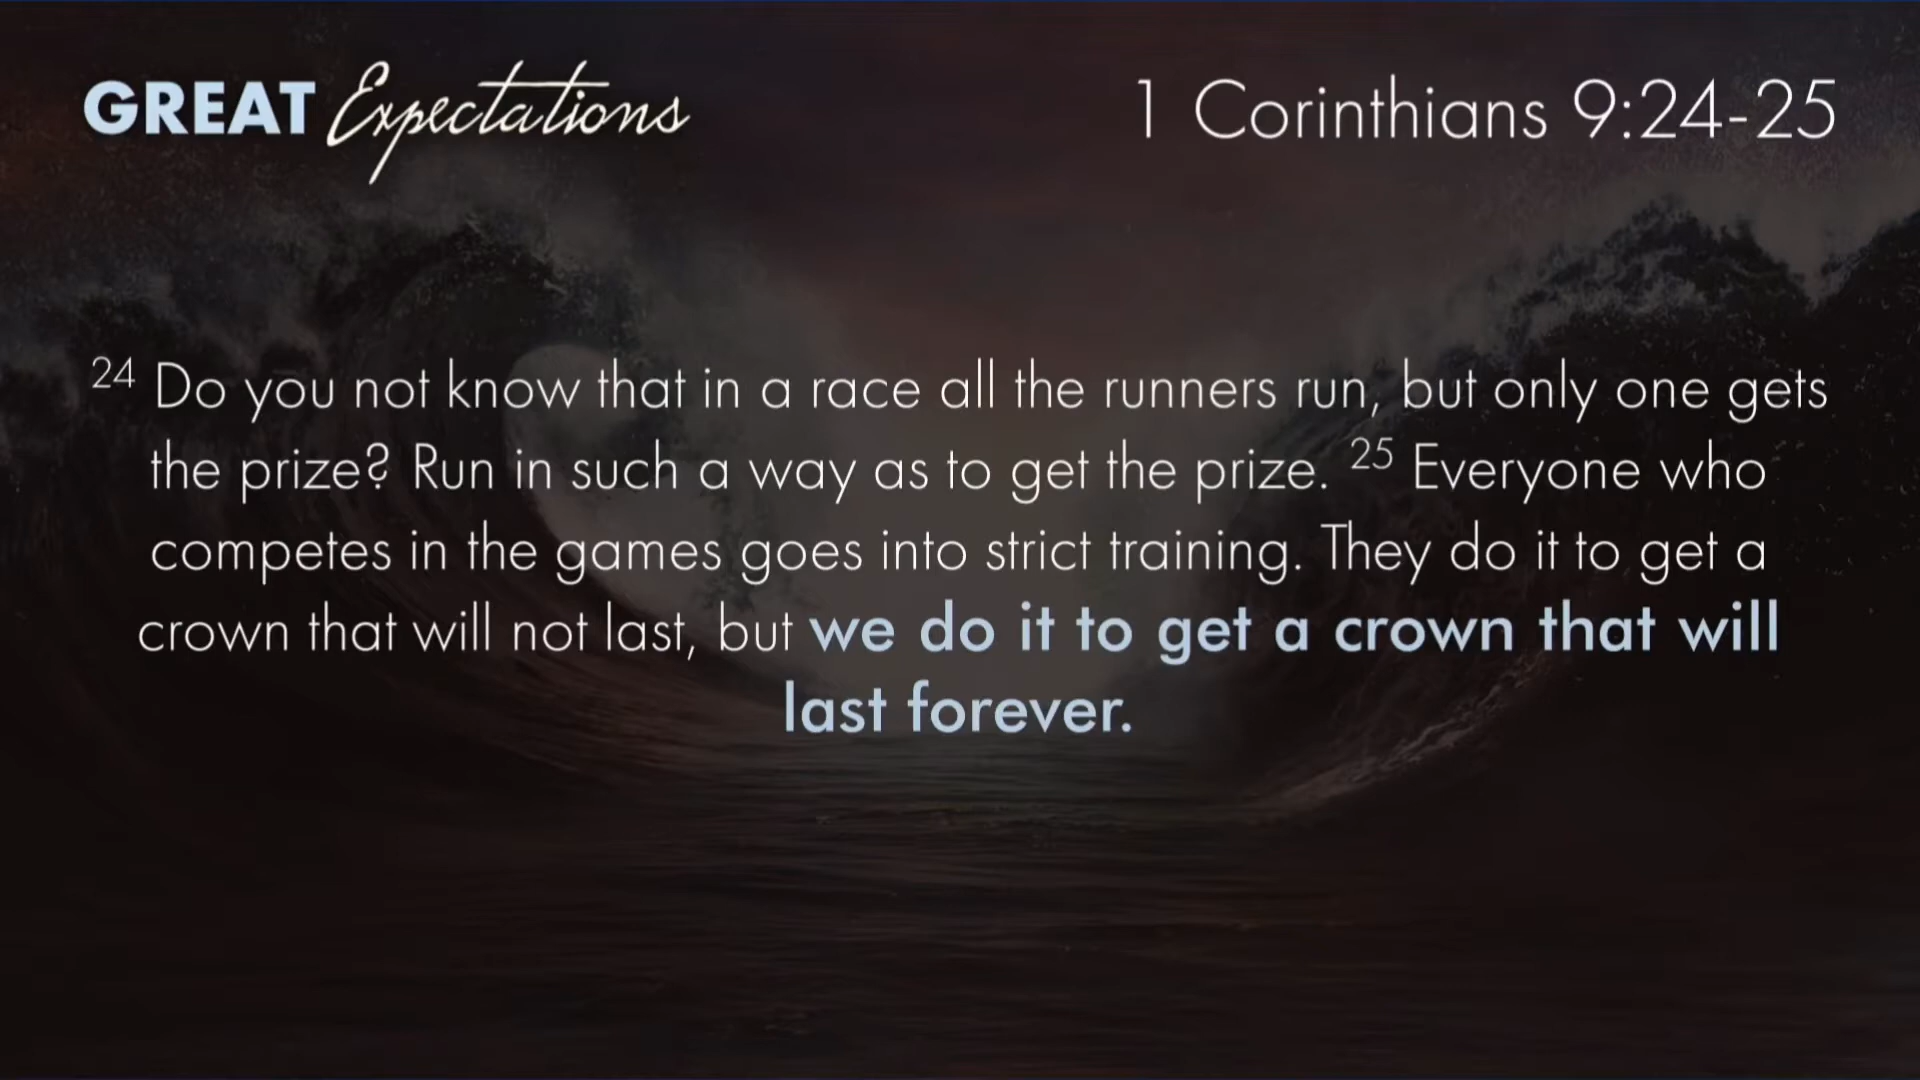 GREAT Expectations
1 Corinthians 9:24-25
24 Do you not know that in a race all the runners run, but only one gets
the prize? Run in such a way as to get the prize. 25 Everyone who
competes in the games goes into strict training. They do it to get a
crown that will not last, but we do it to get a crown that will
last forever.